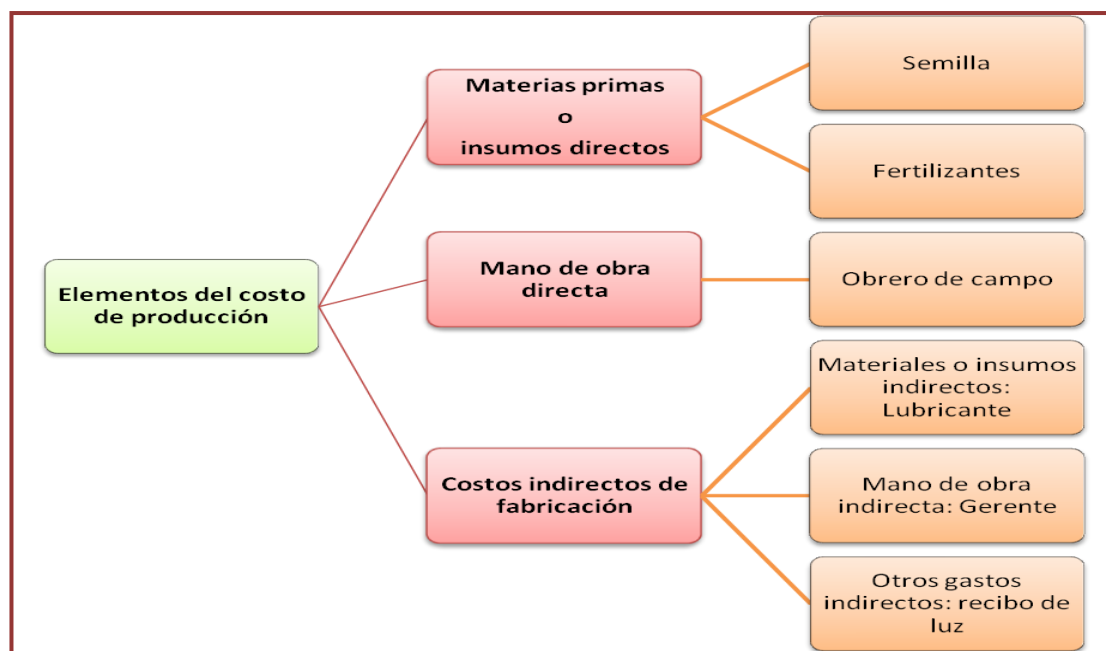 Elementos del costo
de producción
Materias primas
o
insumos directos
Semilla
Fertilizantes
Mano de obra
directa
Obrero de campo
Costos indirectos de
fabricación
Materiales o insumos
indirectos:
Lubricante
Mano de obra
indirecta: Gerente
Otros gastos
indirectos: recibo de
luz